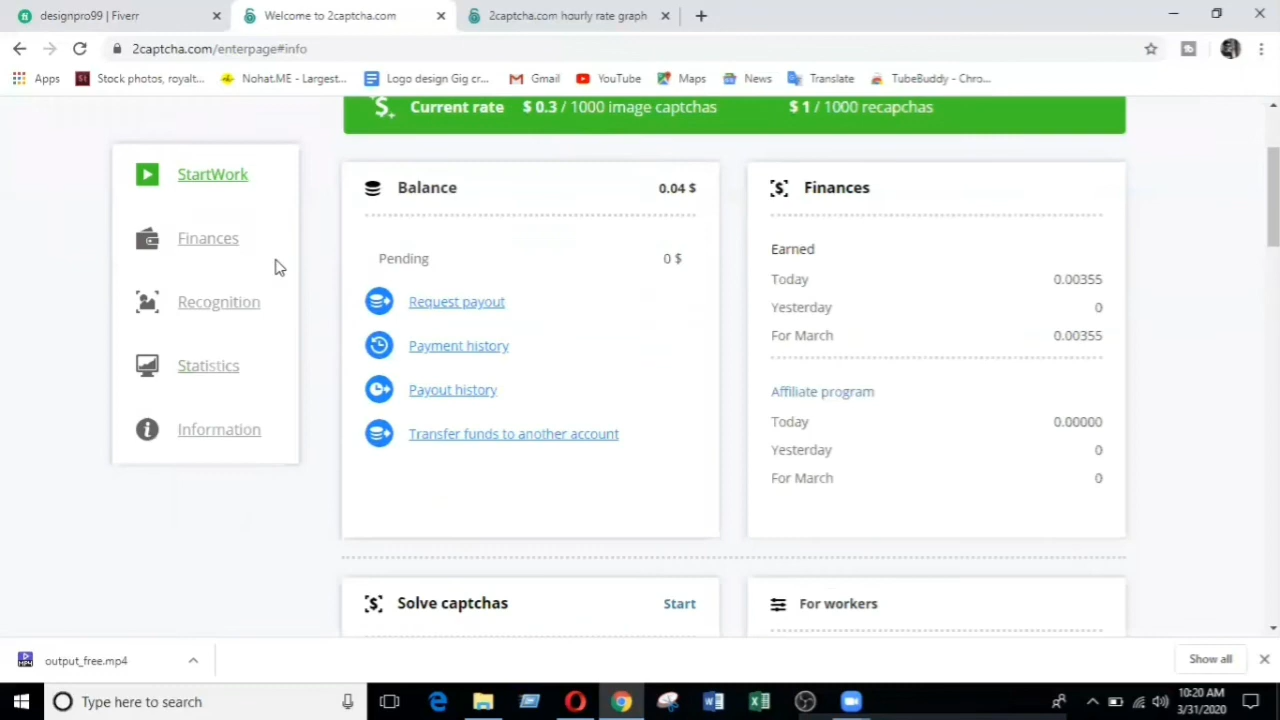 designpro99 | Fiverr
Welcome to 2captcha.com
2captcha.com hourly rate graph
2captcha.com/enterpage#info
Apps
Stock photos, royalt...
Nohat.ME - Largest...
Logo design Gig cr...
Gmail
YouTube
Maps
News
Translate
TubeBuddy - Chro...
Current rate $ 0.3 / 1000 image captchas $ 1 / 1000 recapchas
StartWork
Finances
Recognition
Statistics
Information
Balance 0.04 $
Pending 0 $
Request payout
Payment history
Payout history
Transfer funds to another account
Finances
Earned
Today 0.00355
Yesterday 0
For March 0.00355
Affiliate program
Today 0.00000
Yesterday 0
For March 0
Solve captchas Start
For workers
output_free.mp4
Show all
Type here to search
10:20 AM
3/31/2020